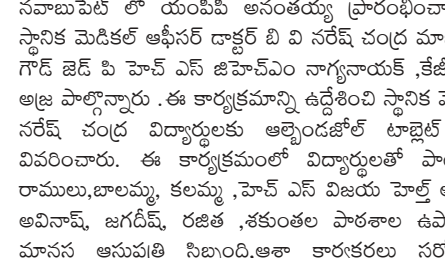 నవాబుపేట లో యంపిపి అనంతయ్య ప్రారంభించా
స్థానిక మెడికల్ ఆఫీసర్ డాక్టర్ బి వి నరేష్ చంద్ర మా
గౌడ్ జెడ్ పి హెచ్ ఎస్ జిహెచ్ఎం నాగ్యనాయక్ ,కేజీ
అజ్ర పాల్గొన్నారు .ఈ కార్యక్రమాన్ని ఉద్దేశించి స్థానిక
నరేష్ చంద్ర విద్యార్థులకు ఆల్బెండజోల్ టాబ్లెట్
వివరించారు. ఈ కార్యక్రమంలో విద్యార్థులతో పా
రాములు,బాలమ్మ, కలమ్మ ,హెచ్ ఎస్ విజయ హెల్త్
అవినాష్, జగదీష్, రజిత ,శకుంతల పాఠశాల ఉపా
మానస ఆసుపత్రి సిబ్బంది.ఆశా కార్యకర్తలు సరో